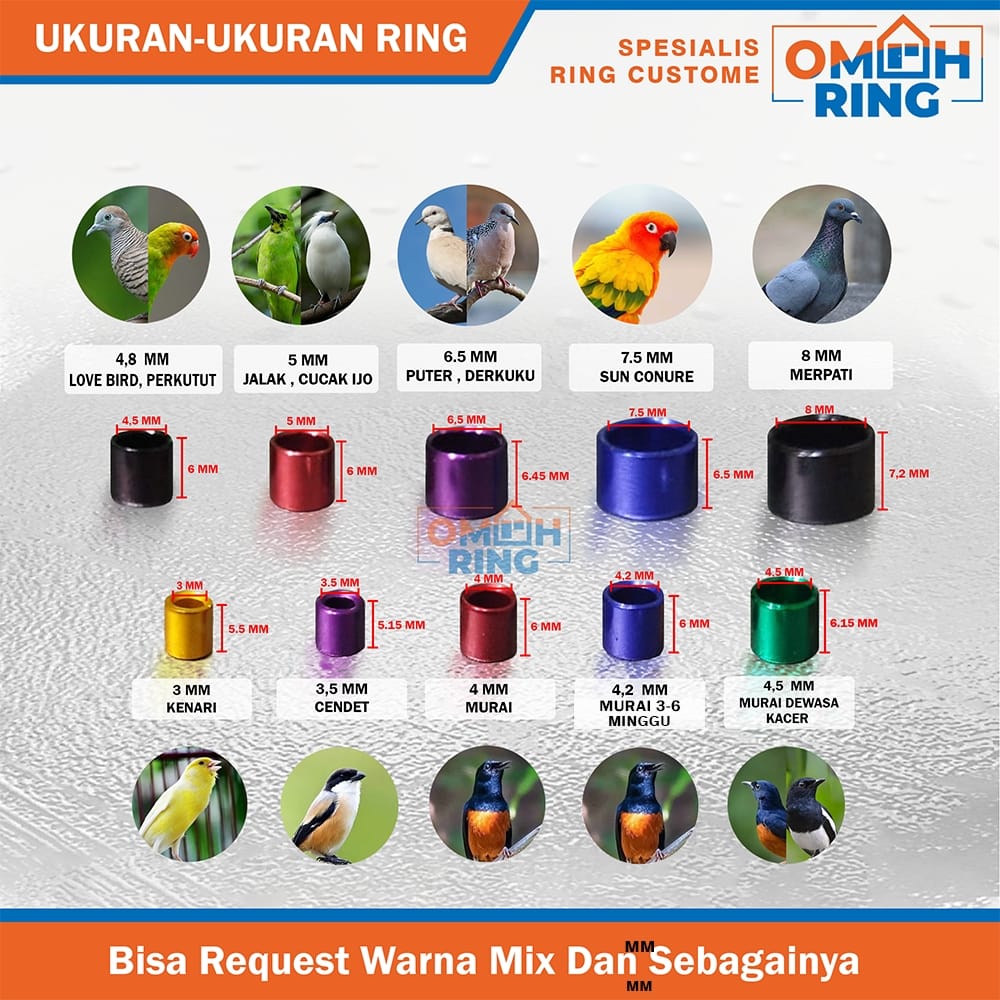 UKURAN-UKURAN RING
SPESIALIS
RING CUSTOME
OMAH
RING
4,8 MM
LOVE BIRD, PERKUTUT
5 MM
JALAK , CUCAK IJO
6.5 MM
PUTER , DERKUKU
7.5 MM
SUN CONURE
8 MM
MERPATI
4,5 MM
6 MM
5 MM
6 MM
6,5 MM
6.45 MM
7.5 MM
6.5 MM
8 MM
7,2 MM
OMAH
RING
3 MM
5.5 MM
3.5 MM
5.15 MM
4 MM
6 MM
4,2 MM
6 MM
4,5 MM
6.15 MM
3 MM
KENARI
3,5 MM
CENDET
4 MM
MURAI
4,2 MM
MURAI 3-6
MINGGU
4,5 MM
MURAI DEWASA
KACER
MM
Bisa Request Warna Mix Dan Sebagainya
MM